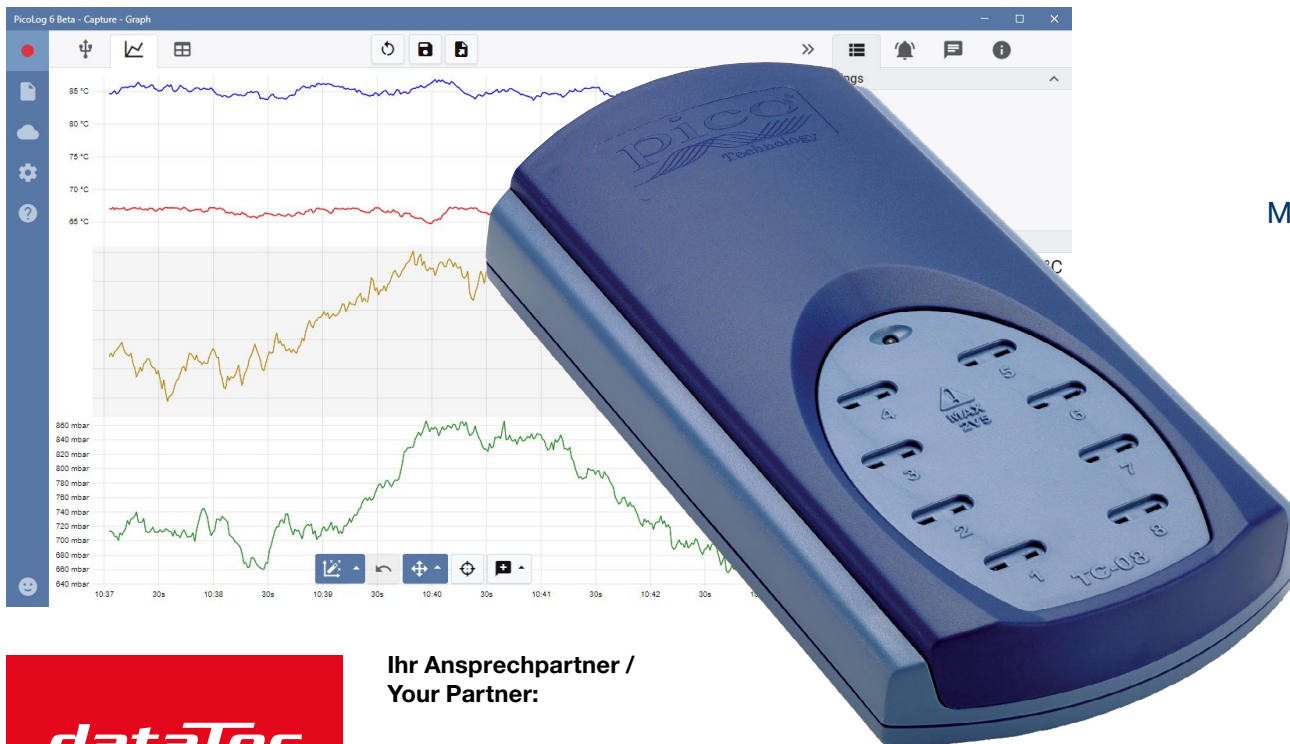 PicoLog 6 Beta - Capture - Graph
85 °C
80 °C
75 °C
70 °C
65 °C
860 mbar
840 mbar
820 mbar
800 mbar
780 mbar
760 mbar
740 mbar
720 mbar
700 mbar
680 mbar
660 mbar
640 mbar
10:37
30s
10:38
30s
10:39
30s
10:40
30s
10:41
30s
10:42
30s
°C
pico
Technology
4
5
MAX
2V5
3
6
2
7
1
8
TC-08
M
Ihr Ansprechpartner /
Your Partner:
dataTec